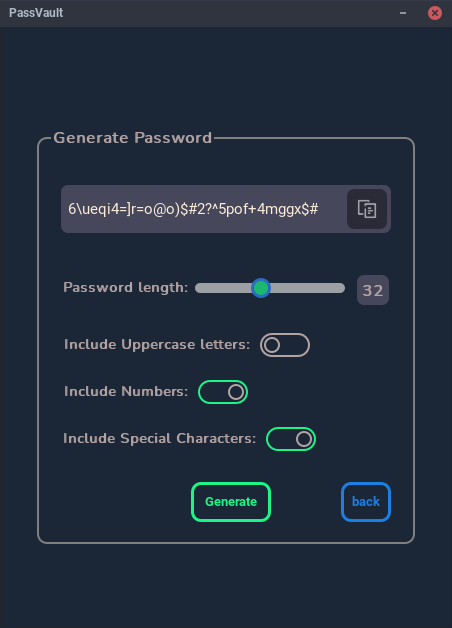 PassVault
Generate Password
6\ueqi4=]r=o@o)$#2?^5pof+4mggx$#
Password length: 32
Include Uppercase letters:
Include Numbers:
Include Special Characters:
Generate back